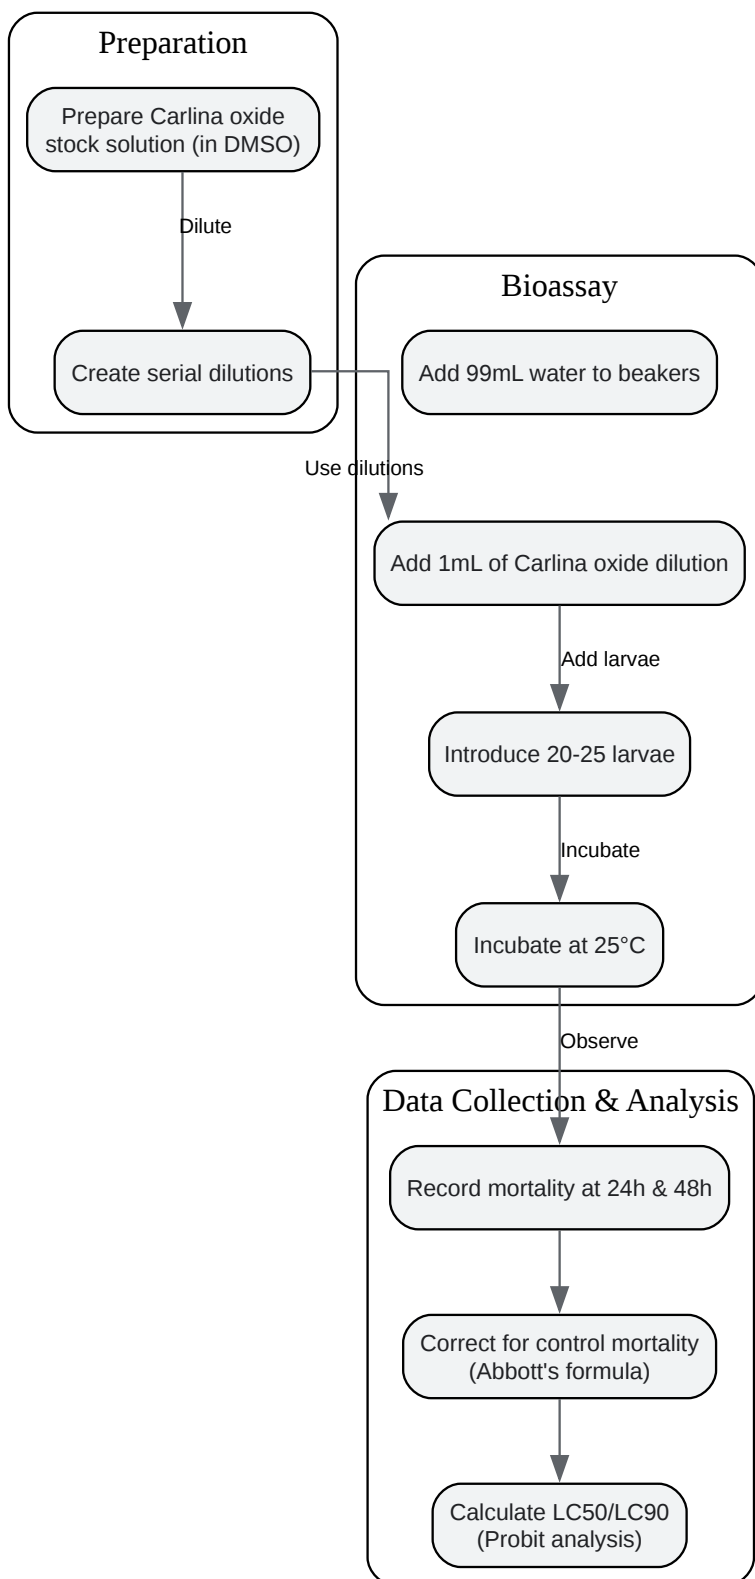 Preparation
Prepare Carlina oxide
stock solution (in DMSO)
Dilute
Create serial dilutions
Bioassay
Add 99mL water to beakers
Use dilutions
Add 1mL of Carlina oxide dilution
Add larvae
Introduce 20-25 larvae
Incubate
Incubate at 25°C
Observe
Data Collection & Analysis
Record mortality at 24h & 48h
Correct for control mortality
(Abbott's formula)
Calculate LC50/LC90
(Probit analysis)